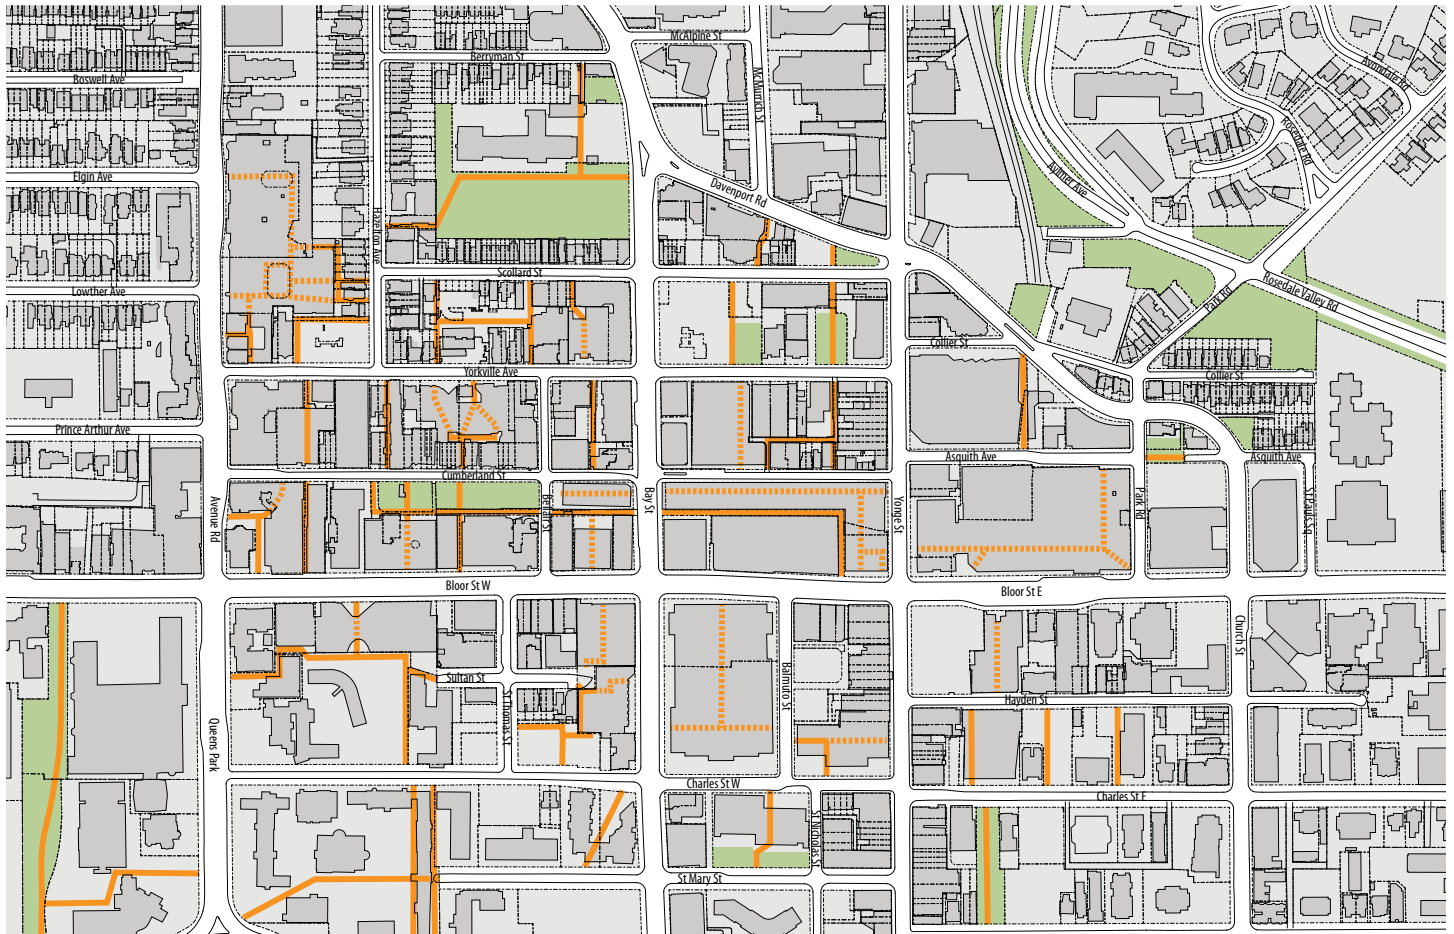 McAlpine St
Berryman St
Boswell Ave
McMurrich St
Avondale Rd
Rosedale Rd
Elgin Ave
Aylmer Ave
Davenport Rd
Hazelton Ave
Scollard St
Lowther Ave
Rosedale Valley Rd
Park Rd
Collier St
Yorkville Ave
Collier St
Prince Arthur Ave
Asquith Ave
Asquith Ave
Cumberland St
Avenue Rd
Bellair St
Bay St
Yonge St
Park Rd
St Pauls Sq
Bloor St W
Bloor St E
Church St
Sultan St
Balmuto St
St Thomas St
Hayden St
Queens Park
Charles St W
Charles St E
St Nicholas St
St Mary St